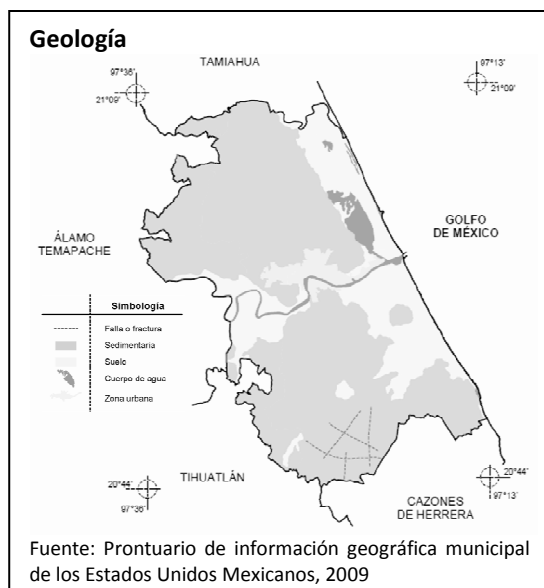 Geología
TAMIAHUA
97°36'
21°09'
97°13'
21°09'
GOLFO
DE MÉXICO
ÁLAMO
TEMAPACHE
Simbología
Falla o fractura
Sedimentaria
Suelo
Cuerpo de agua
Zona urbana
20°44'
97°36'
TIHUATLÁN
20°44'
97°13'
CAZONES
DE HERRERA
Fuente: Prontuario de información geográfica municipal
de los Estados Unidos Mexicanos, 2009